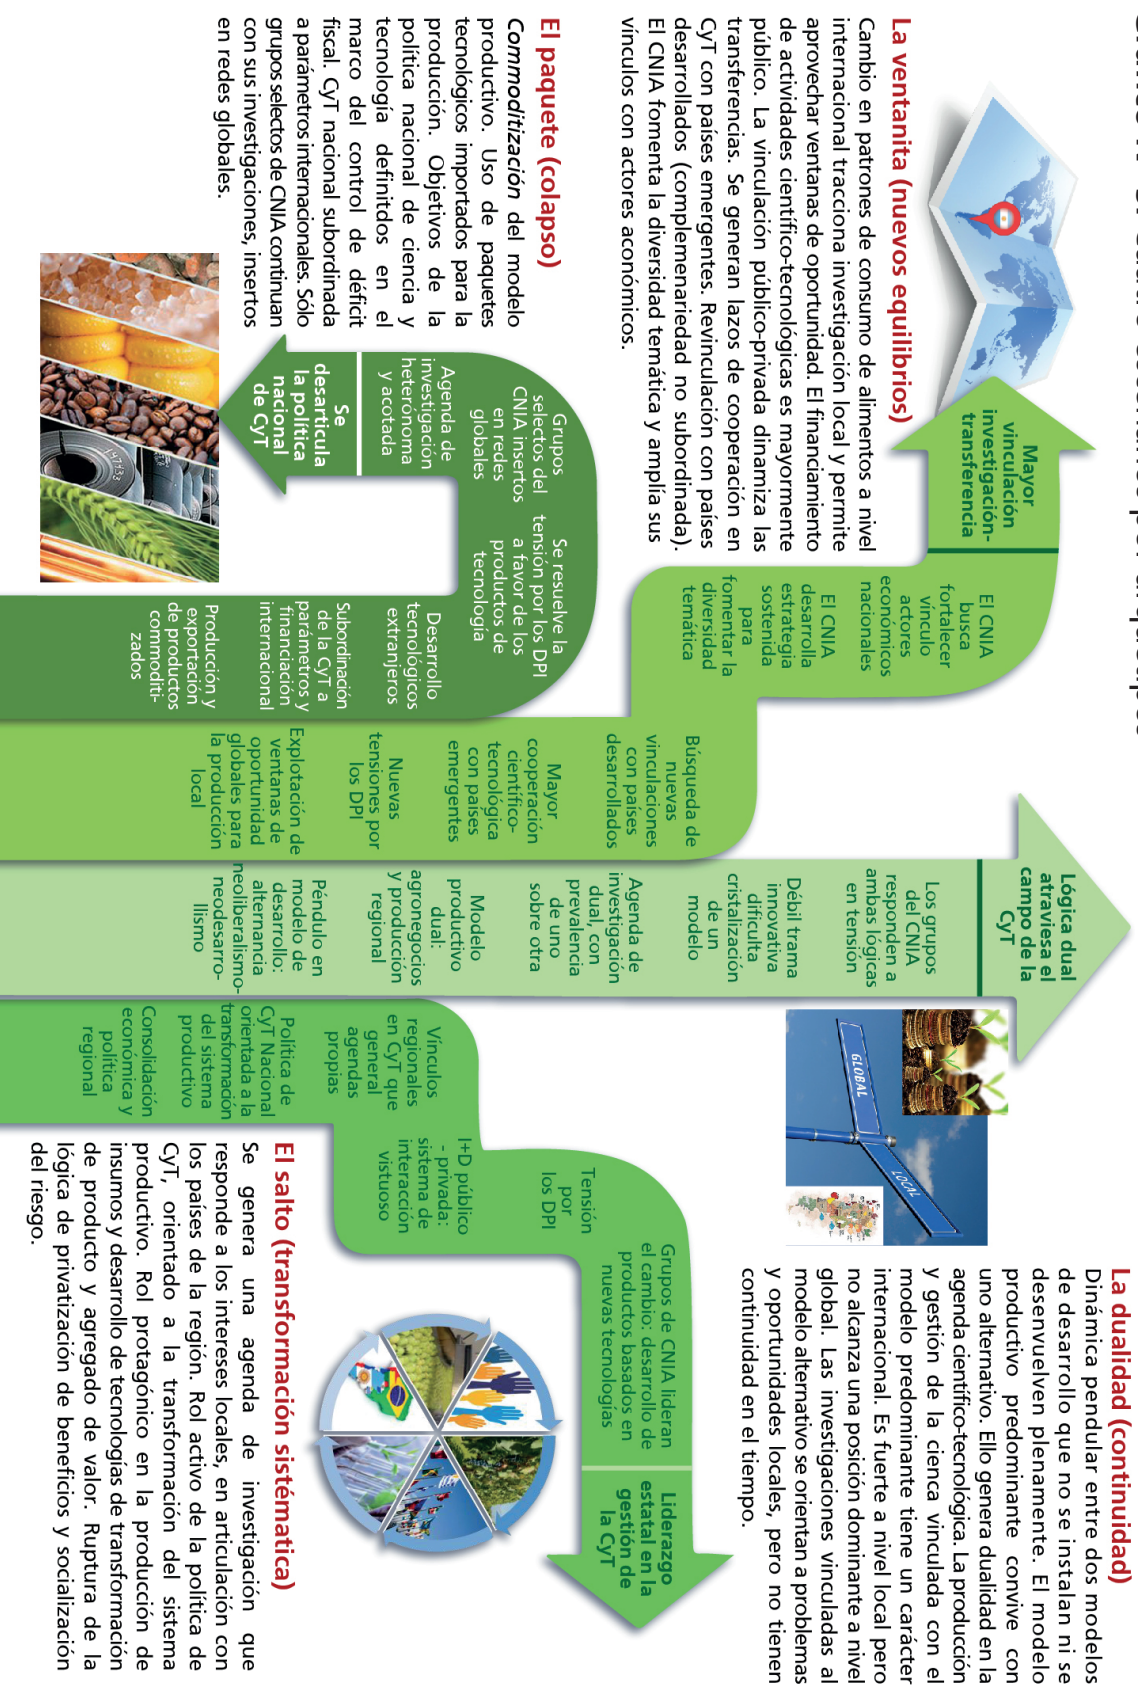 La ventanita (nuevos equilibrios)
Cambio en patrones de consumo de alimentos a nivel
internacional tracciona investigación local y permite
aprovechar ventanas de oportunidad. El financiamiento
de actividades científico-tecnológicas es mayormente
público. La vinculación público-privada dinamiza las
transferencias. Se generan lazos de cooperación en
CyT con países emergentes. Revinculación con países
desarrollados (complemenariedad no subordinada).
El CNIA fomenta la diversidad temática y amplía sus
vínculos con actores aconómicos.
El paquete (colapso)
Commoditización del modelo
productivo. Uso de paquetes
tecnológicos importados para la
producción. Objetivos de la
política nacional de ciencia y
tecnología definitdos en el
marco del control de déficit
fiscal. CyT nacional subordinada
a parámetros internacionales. Sólo
grupos selectos de CNIA continuan
con sus investigaciones, insertos
en redes globales.
Mayor
vinculación
investigación-
transferencia
El CNIA
busca
fortalecer
vínculo
actores
económicos
nacionales
El CNIA
desarrolla
estrategia
sostenida
para
fomentar la
diversidad
temática
Búsqueda de
nuevas
vinculaciones
con países
desarrollados
Mayor
cooperación
científico-
tecnológica
con países
emergentes
Nuevas
tensiones por
los DPI
Explotación de
ventanas de
oportunidad
globales para
la producción
local
Se
desarticula
la política
nacional
de CyT
Grupos
selectos del
CNIA insertos
en redes
globales
Agenda de
investigación
heterónoma
y acotada
Se resuelve la
tensión por los DPI
a favor de los
productos de
tecnología
Desarrollo
tecnológicos
extranjeros
Subordinación
de la CyT a
parámetros y
financiación
internacional
Producción y
exportación
de productos
commoditi-
zados
Lógica dual
atraviesa el
campo de la
CyT
Los grupos
del CNIA
responden a
ambas lógicas
en tensión
Débil trama
innovativa
dificulta
cristalización
de un
modelo
Agenda de
investigación
dual, con
prevalencia
de uno
sobre otra
Modelo
productivo
dual:
agronegocios
y producción
regional
Péndulo en
modelo de
desarrollo:
alternancia
neoliberalismo-
neodesarro-
llismo
GLOBAL
LOCAL
La dualidad (continuidad)
Dinámica pendular entre dos modelos
de desarrollo que no se instalan ni se
desenvuelven plenamente. El modelo
productivo predominante convive con
uno alternativo. Ello genera dualidad en la
agenda científico-tecnológica. La producción
y gestión de la cienca vinculada con el
modelo predominante tiene un carácter
internacional. Es fuerte a nivel local pero
no alcanza una posición dominante a nivel
global. Las investigaciones vinculadas al
modelo alternativo se orientan a problemas
y oportunidades locales, pero no tienen
continuidad en el tiempo.
Liderazgo
estatal en la
gestión de
la CyT
Grupos de CNIA lideran
el cambio: desarrollo de
productos basados en
nuevas tecnologías
Tensión
por
los DPI
I+D público
- privada:
sistema de
interacción
vistuoso
Vínculos
regionales
en CyT que
general
agendas
propias
Política de
CyT Nacional
orientada a la
transformación
del sistema
productivo
Consolidación
económica y
política
regional
El salto (transformación sistématica)
Se genera una agenda de investigación que
responde a los intereses locales, en articulación con
los países de la región. Rol activo de la política de
CyT, orientado a la transformación del sistema
productivo. Rol protagónico en la producción de
insumos y desarrollo de tecnologías de transformación
de producto y agregado de valor. Ruptura de la
lógica de privatización de beneficios y socialización
del riesgo.